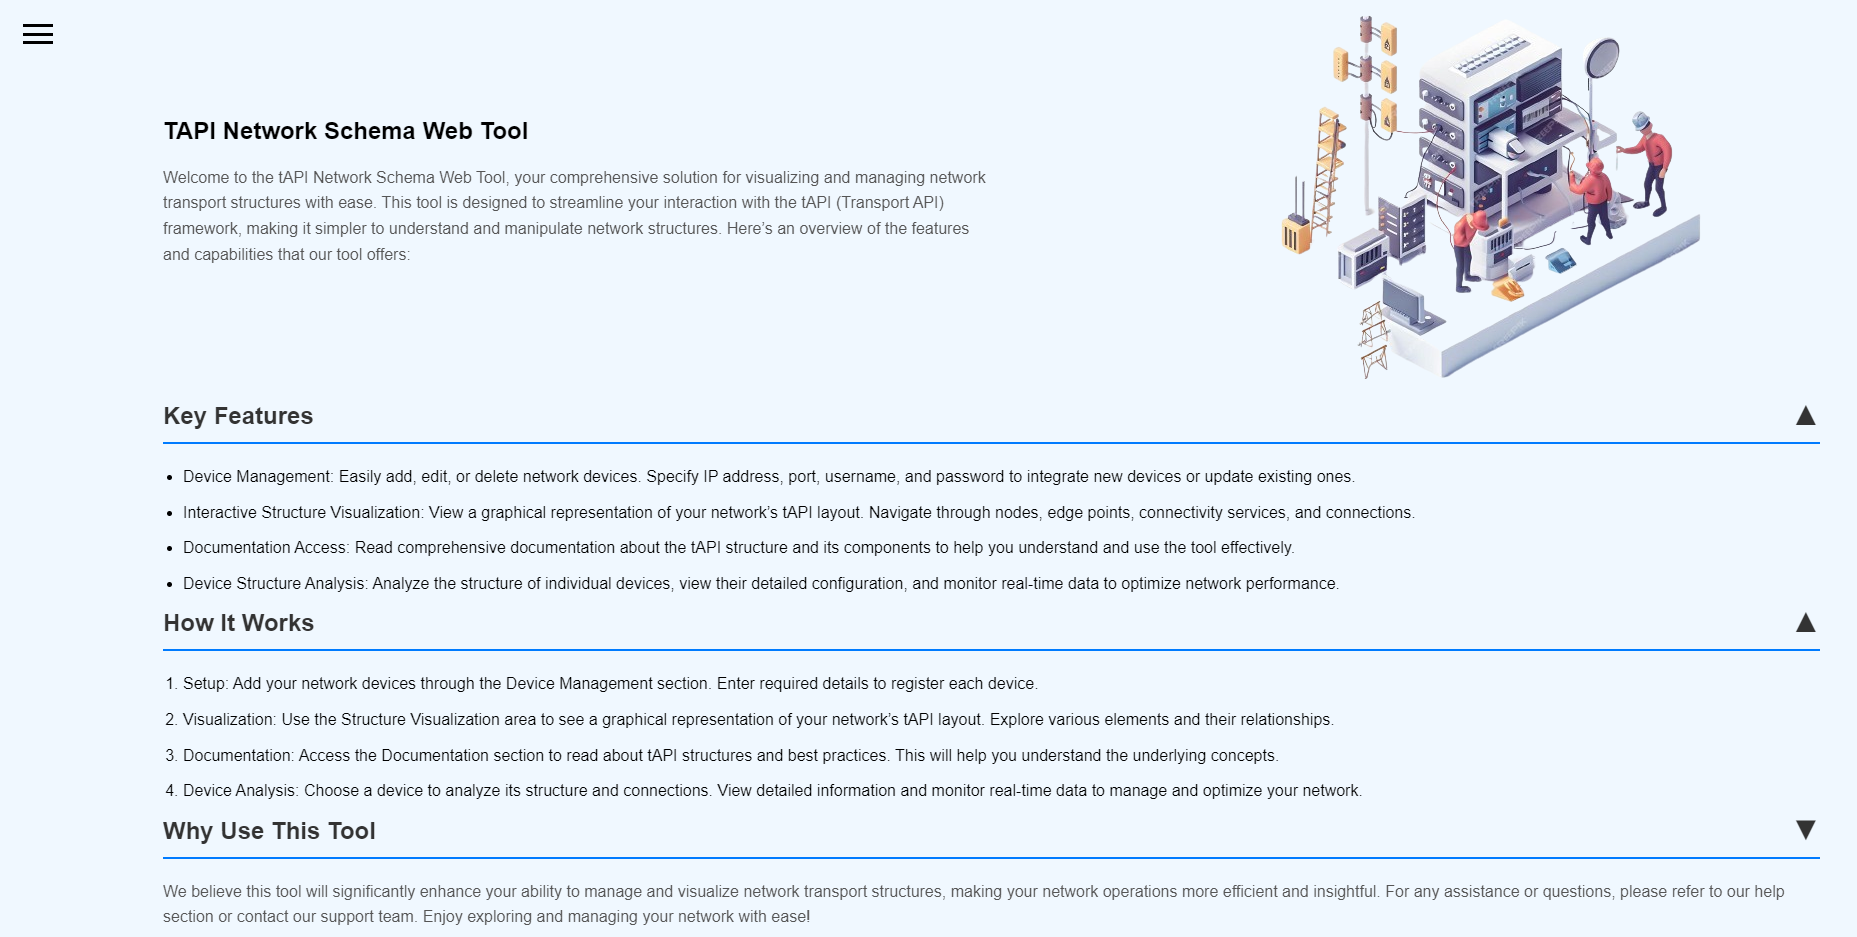 TAPI Network Schema Web Tool
Welcome to the tAPI Network Schema Web Tool, your comprehensive solution for visualizing and managing network
transport structures with ease. This tool is designed to streamline your interaction with the tAPI (Transport API)
framework, making it simpler to understand and manipulate network structures. Here’s an overview of the features
and capabilities that our tool offers:
Key Features
• Device Management: Easily add, edit, or delete network devices. Specify IP address, port, username, and password to integrate new devices or update existing ones.
• Interactive Structure Visualization: View a graphical representation of your network’s tAPI layout. Navigate through nodes, edge points, connectivity services, and connections.
• Documentation Access: Read comprehensive documentation about the tAPI structure and its components to help you understand and use the tool effectively.
• Device Structure Analysis: Analyze the structure of individual devices, view their detailed configuration, and monitor real-time data to optimize network performance.
How It Works
1. Setup: Add your network devices through the Device Management section. Enter required details to register each device.
2. Visualization: Use the Structure Visualization area to see a graphical representation of your network’s tAPI layout. Explore various elements and their relationships.
3. Documentation: Access the Documentation section to read about tAPI structures and best practices. This will help you understand the underlying concepts.
4. Device Analysis: Choose a device to analyze its structure and connections. View detailed information and monitor real-time data to manage and optimize your network.
Why Use This Tool
We believe this tool will significantly enhance your ability to manage and visualize network transport structures, making your network operations more efficient and insightful. For any assistance or questions, please refer to our help
section or contact our support team. Enjoy exploring and managing your network with ease!